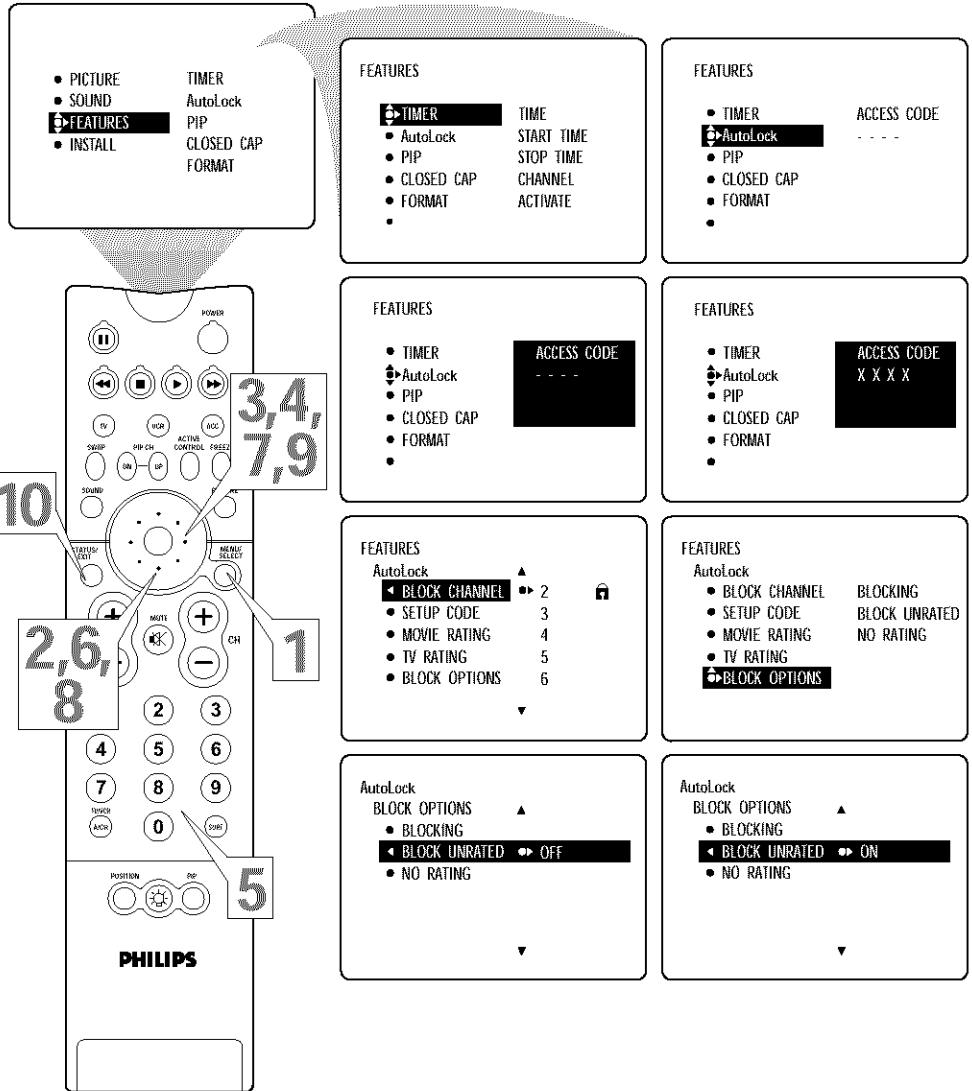 PICTURE TIMER
SOUND AutoLock
FEATURES PIP
INSTALL CLOSED CAP
FORMAT
FEATURES
TIMER TIME
AutoLock START TIME
PIP STOP TIME
CLOSED CAP CHANNEL
FORMAT ACTIVATE
FEATURES
TIMER ACCESS CODE
AutoLock - - - -
PIP
CLOSED CAP
FORMAT
FEATURES
TIMER ACCESS CODE
AutoLock - - - -
PIP
CLOSED CAP
FORMAT
FEATURES
TIMER ACCESS CODE
AutoLock X X X X
PIP
CLOSED CAP
FORMAT
FEATURES
AutoLock
BLOCK CHANNEL 2
SETUP CODE 3
MOVIE RATING 4
TV RATING 5
BLOCK OPTIONS 6
FEATURES
AutoLock
BLOCK CHANNEL BLOCKING
SETUP CODE BLOCK UNRATED
MOVIE RATING NO RATING
TV RATING
BLOCK OPTIONS
AutoLock
BLOCK OPTIONS
BLOCKING
BLOCK UNRATED OFF
NO RATING
AutoLock
BLOCK OPTIONS
BLOCKING
BLOCK UNRATED ON
NO RATING
POWER
TV VCR ACC
SWAP PIP CH ACTIVE CONTROL
DN UP
SOUND
3,4,
7,9
10
STATUS/
EXIT
MENU/
SELECT
MUTE
CH
2,6,
8
1
2 3
4 5 6
7 8 9
A/CH 0 SURF
5
POSITION PIP
PHILIPS